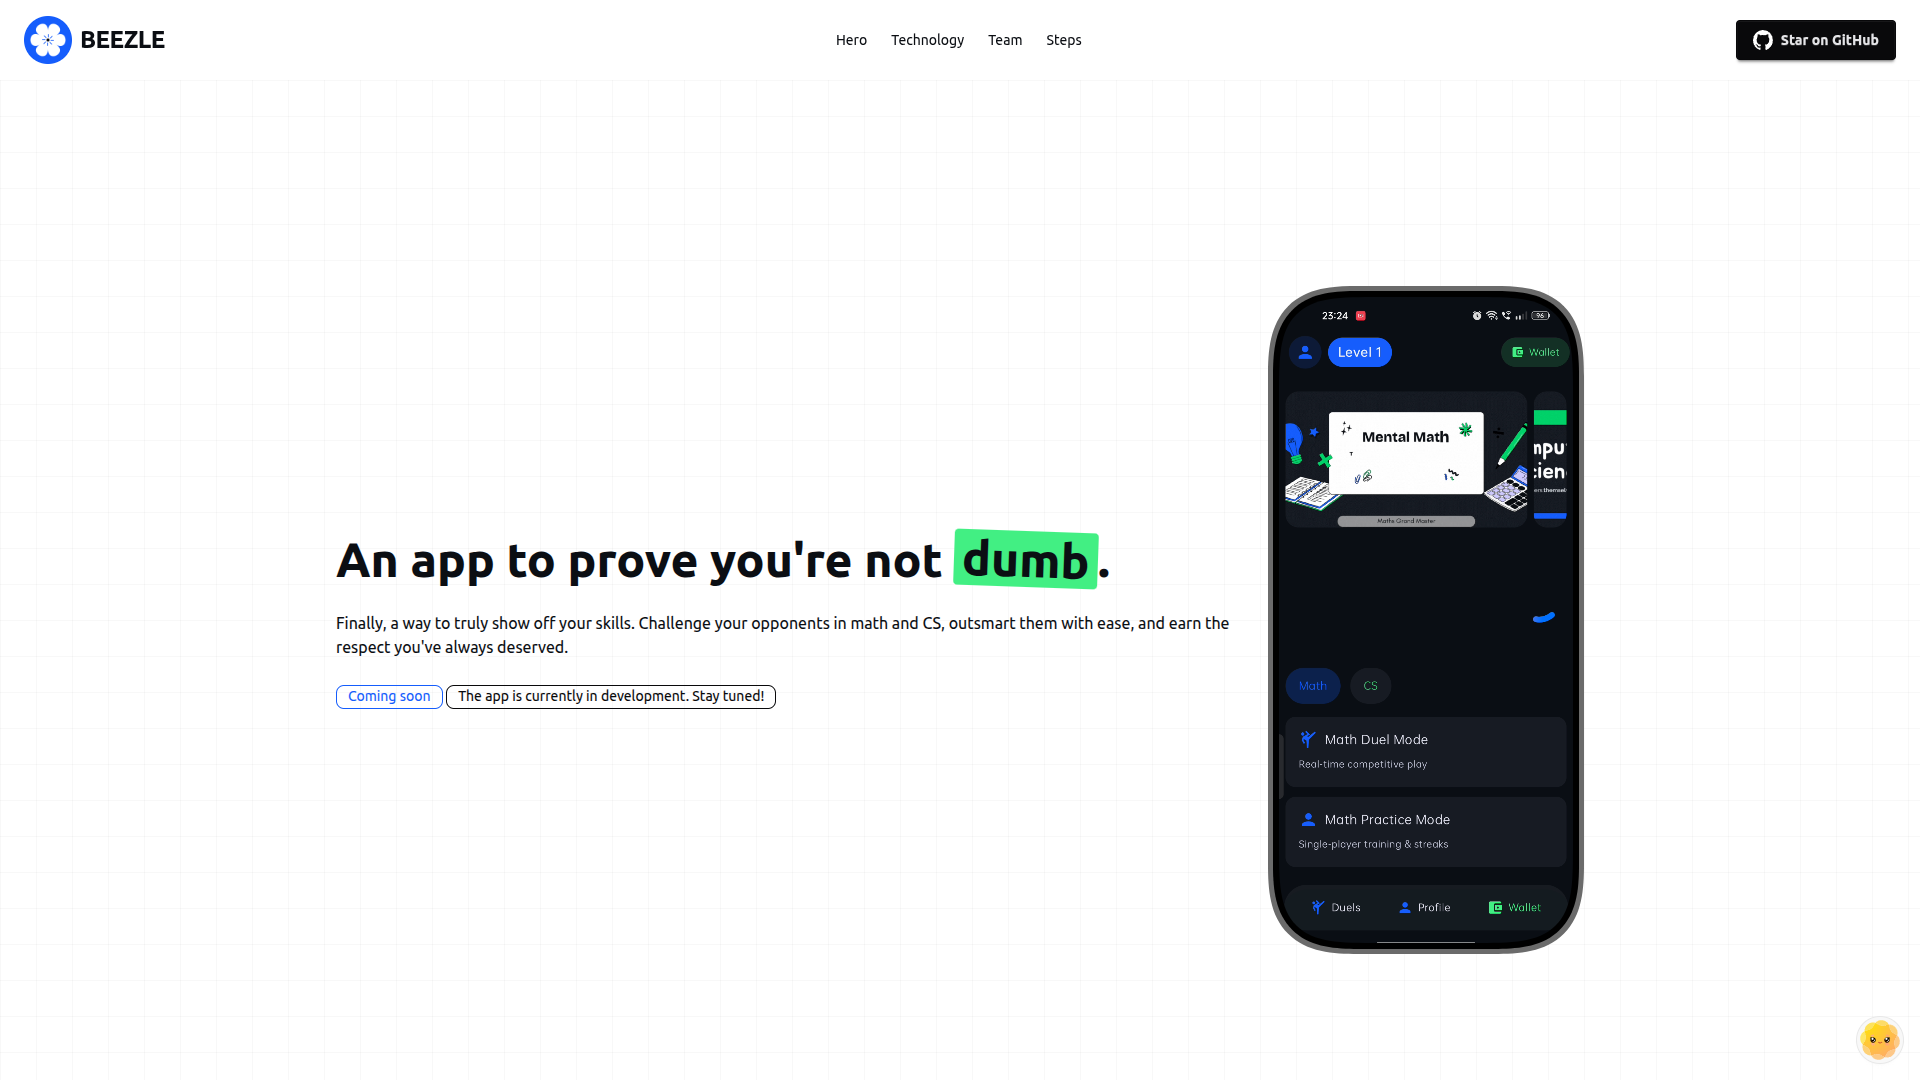 BEEZLE
Hero
Technology
Team
Steps
Star on GitHub
An app to prove you're not dumb.
Finally, a way to truly show off your skills. Challenge your opponents in math and CS, outsmart them with ease, and earn the
respect you've always deserved.
Coming soon
The app is currently in development. Stay tuned!
23:24
96
Level 1
Wallet
Mental Math
Maths Grand Master
Math
CS
Math Duel Mode
Real-time competitive play
Math Practice Mode
Single-player training & streaks
Duels
Profile
Wallet